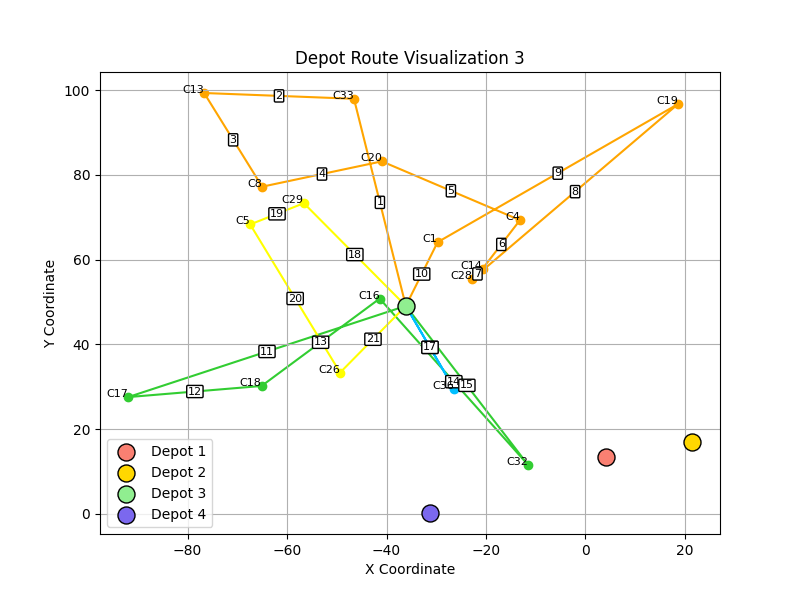 Depot Route Visualization 3
100
80
60
40
20
0
−80
−60
−40
−20
0
20
Y Coordinate
X Coordinate
C13
2
C33
C19
3
C20
9
C8
4
1
5
8
C29
C5
19
C4
C1
6
18
C14
10
7
C28
C16
20
21
13
17
11
C26
C18
C17
12
14
15
C36
C32
Depot 1
Depot 2
Depot 3
Depot 4